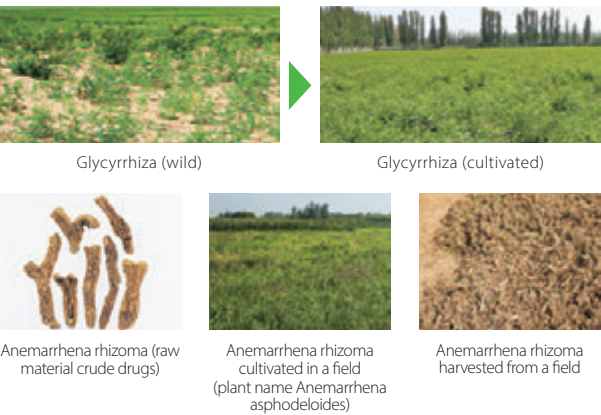 Glycyrrhiza (wild)
Glycyrrhiza (cultivated)
Anemarrhena rhizoma (raw
material crude drugs)
Anemarrhena rhizoma
cultivated in a field
(plant name Anemarrhena
asphodeloides)
Anemarrhena rhizoma
harvested from a field